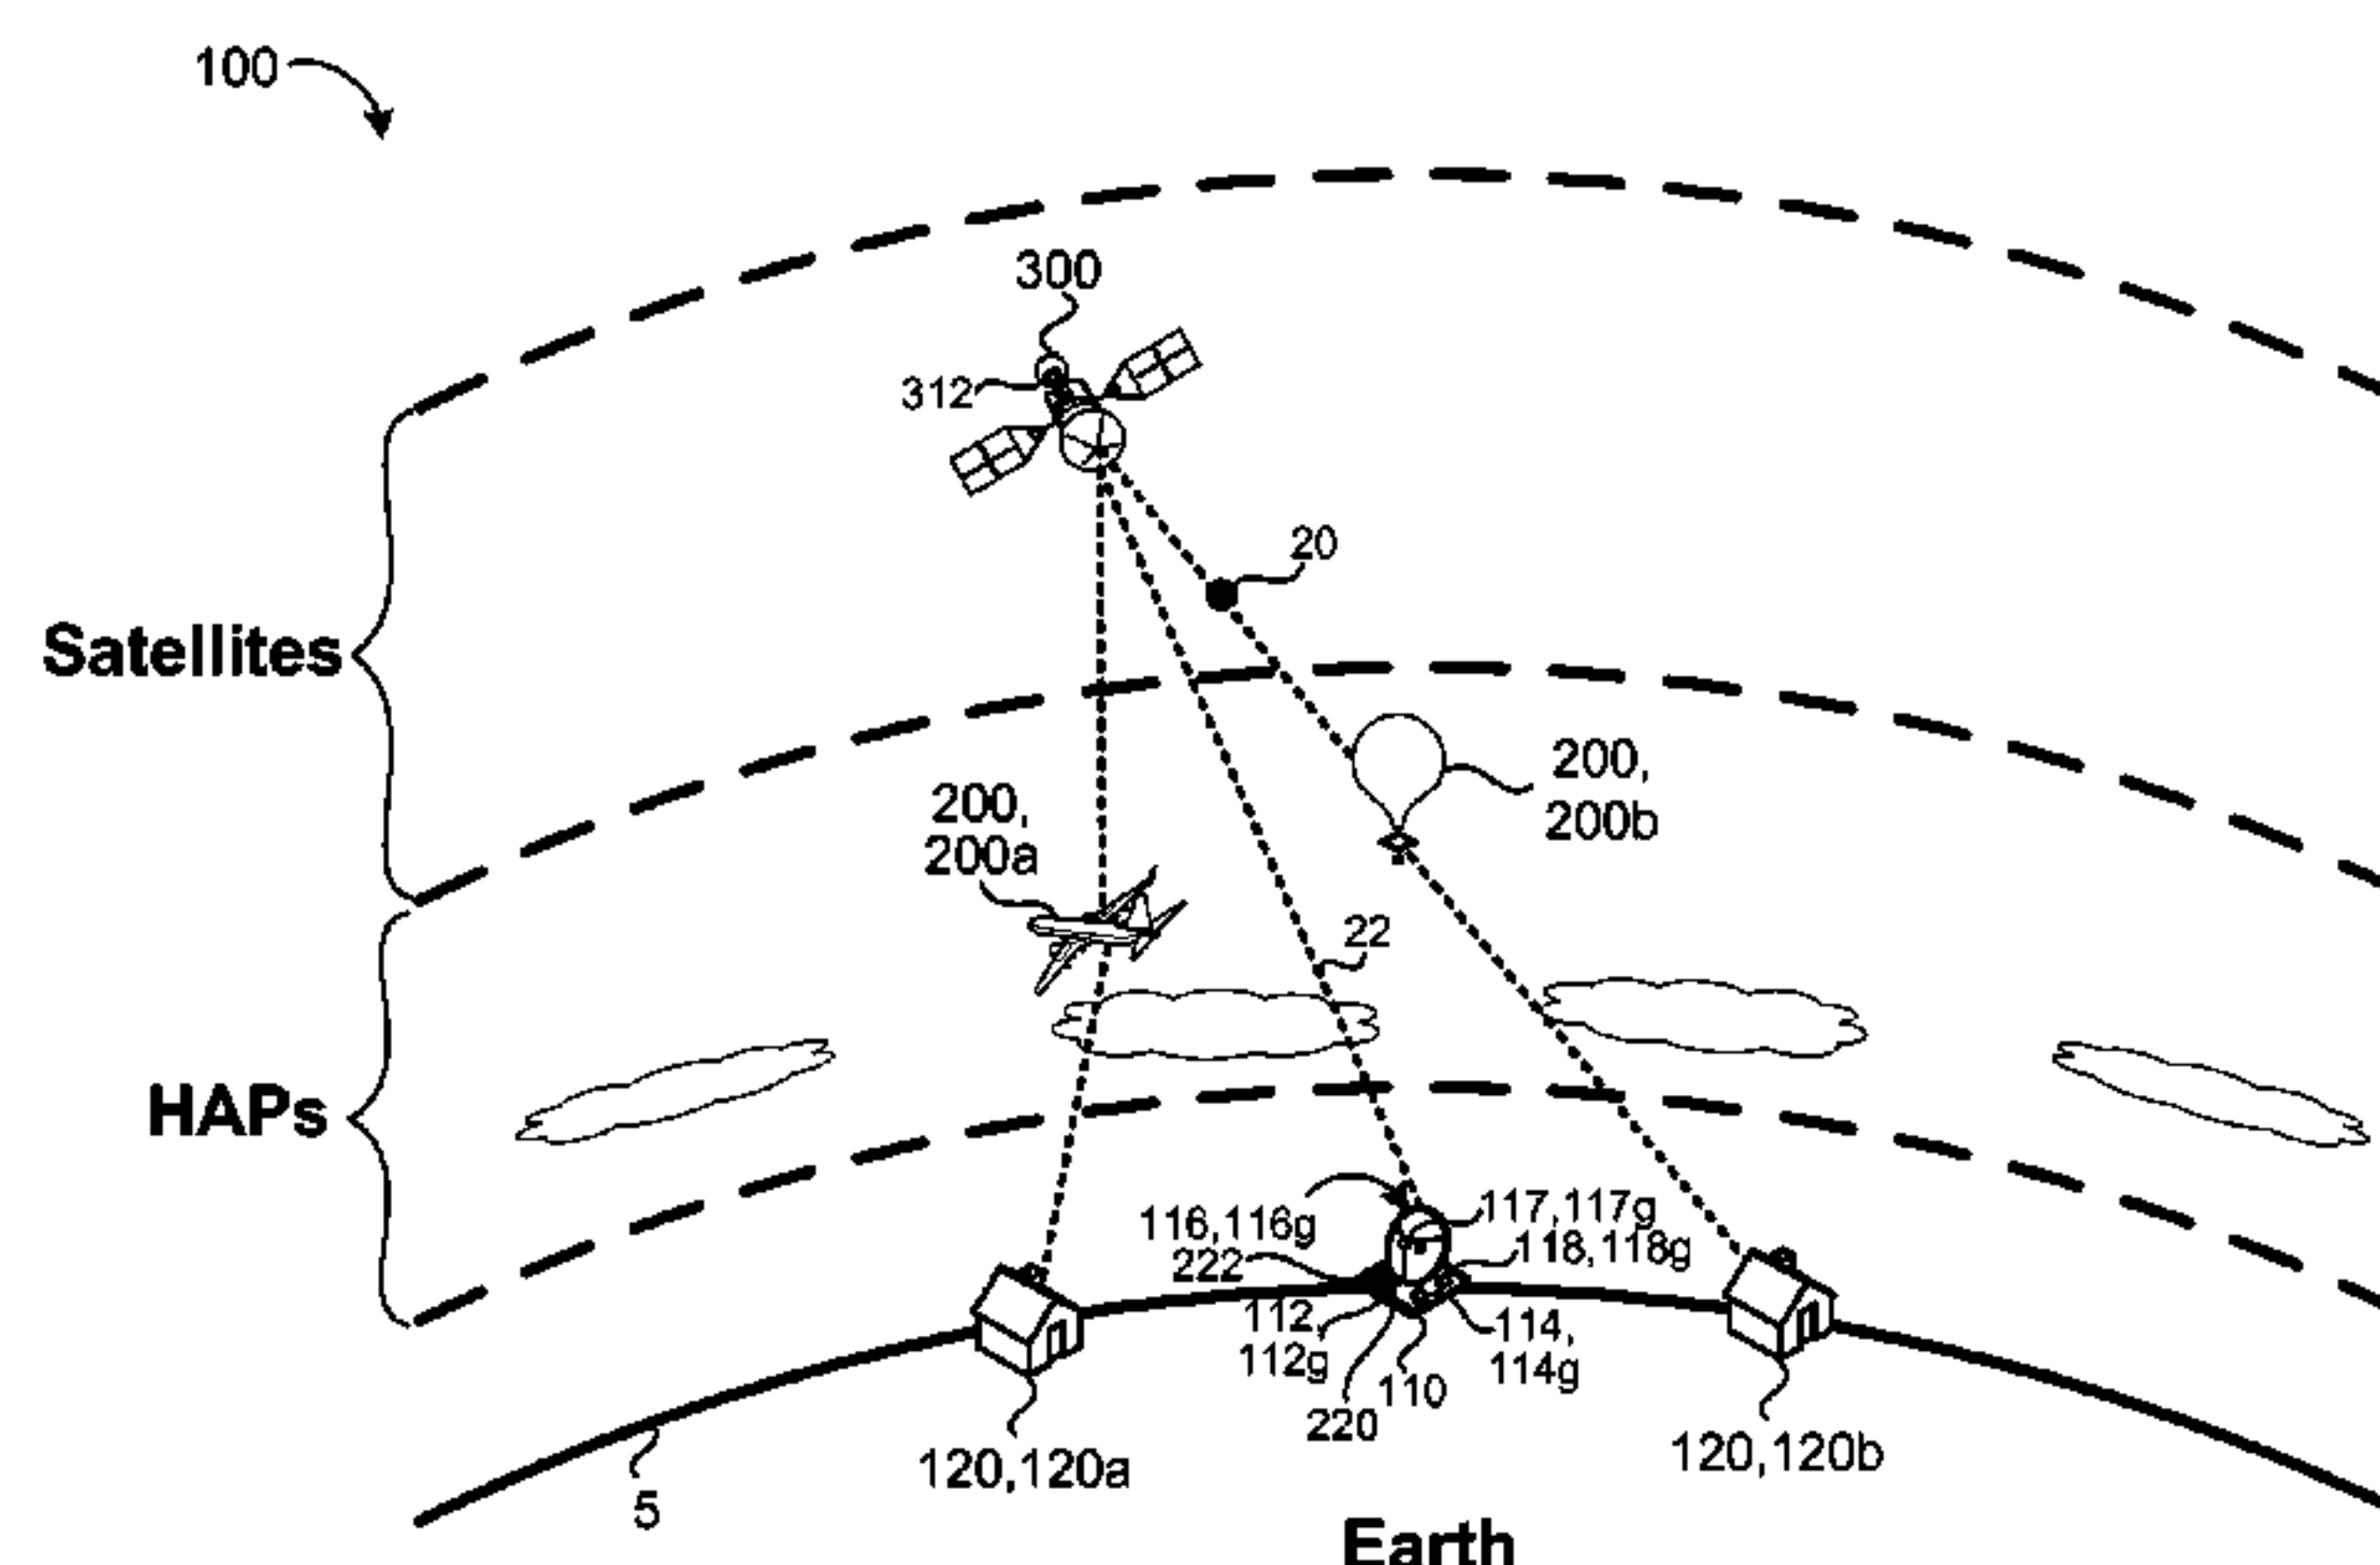 100
300
312
20
Satellites
200,
200b
200,
200a
22
HAPs
116,116g
117,117g
222
118,118g
112,
112g
114,
114g
110
220
120,120a
120,120b
5
Earth